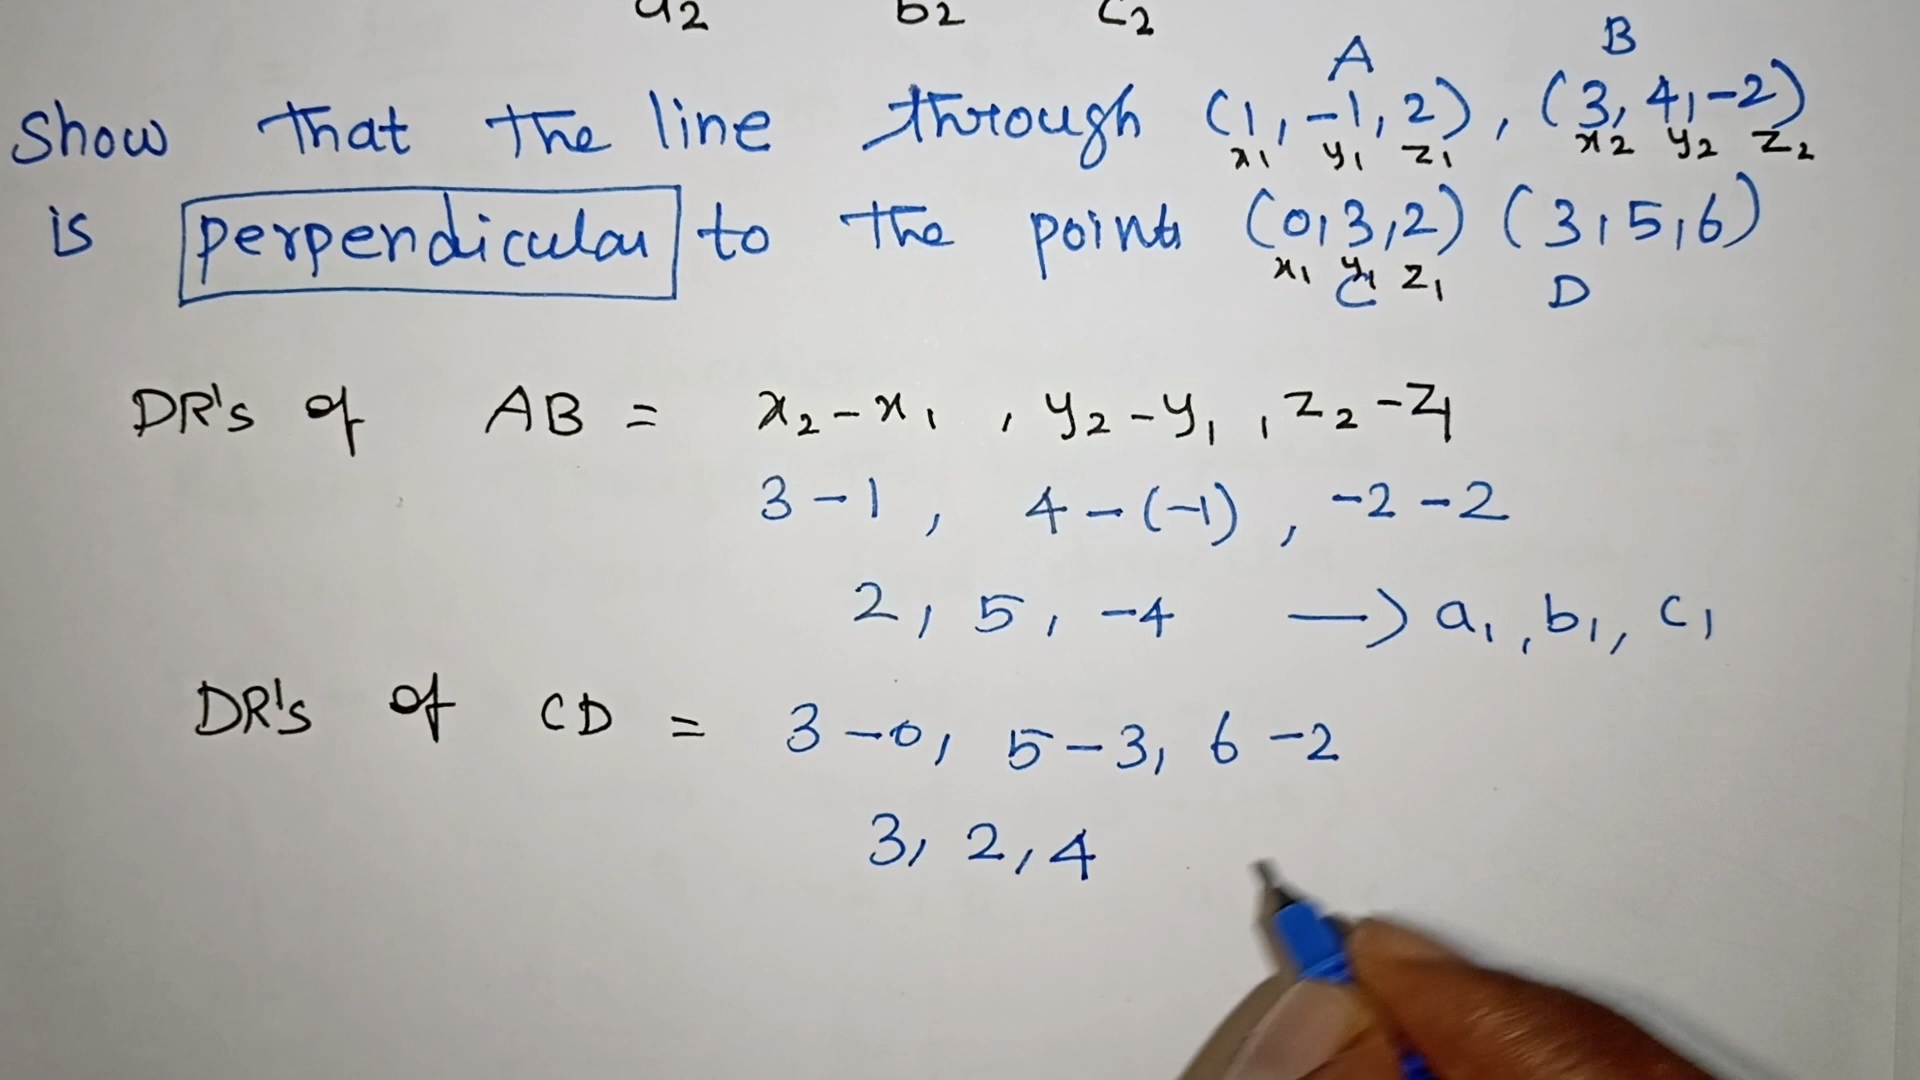 a2 b2 c2
A B
Show that the line through (1, -1, 2), (3, 4, -2)
x1 y1 z1 x2 y2 z2
is perpendicular to the points (0,3,2) (3,5,6)
x1 y1 z1
C D
DR's of AB = x2-x1, y2-y1, z2-z1
3-1, 4-(-1), -2-2
2, 5, -4 → a1, b1, c1
DR's of CD = 3-0, 5-3, 6-2
3, 2, 4